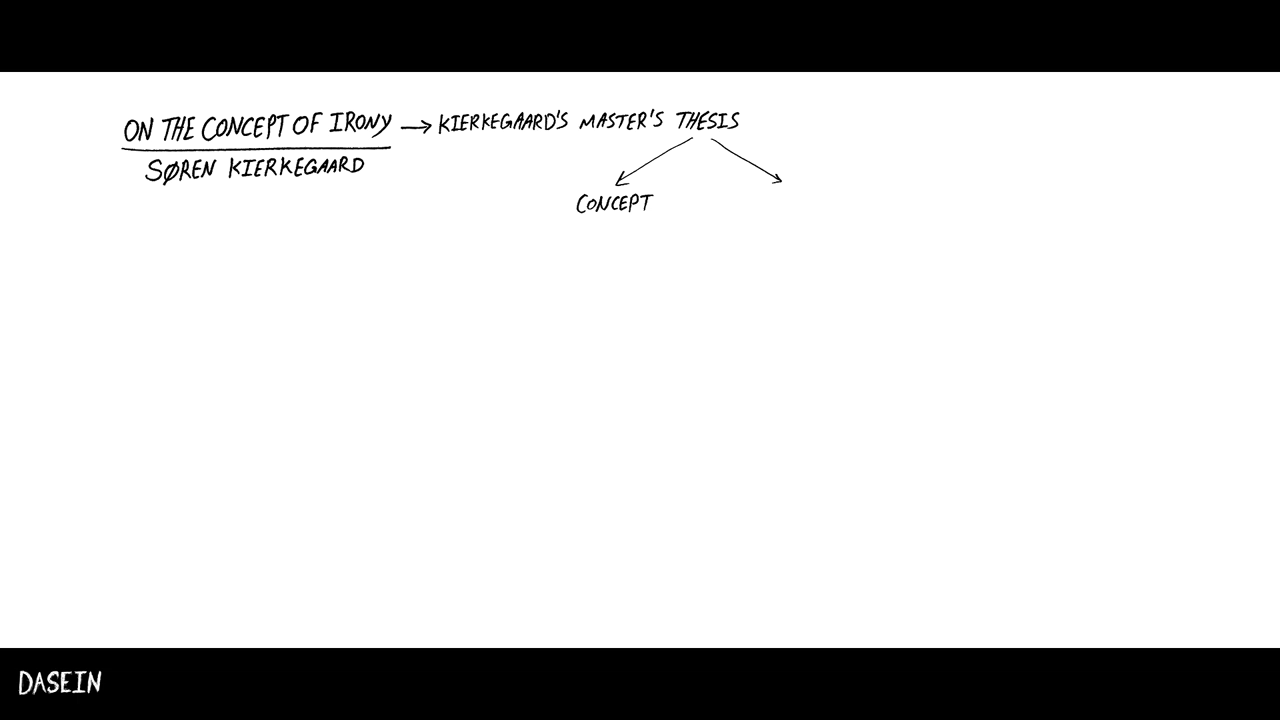 ON THE CONCEPT OF IRONY → KIERKEGAARD'S MASTER'S THESIS
SØREN KIERKEGAARD
CONCEPT
DASEIN